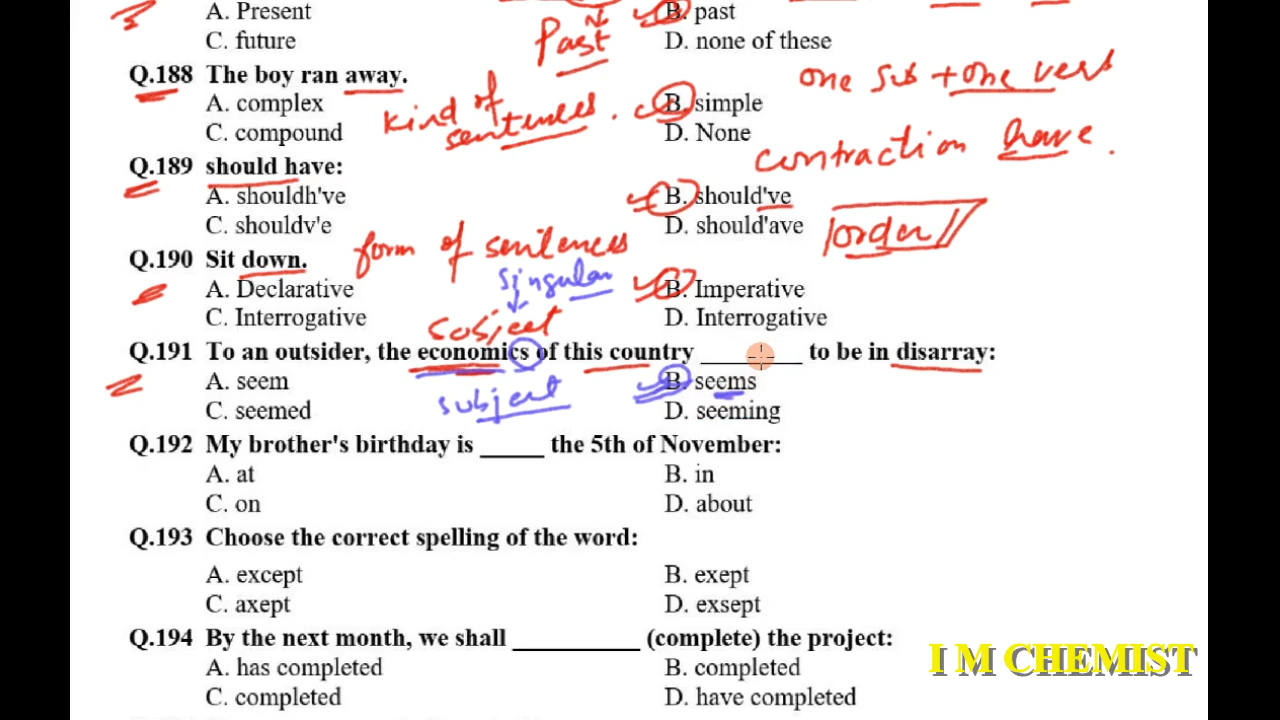 A. Present B. past
C. future Past D. none of these
Q.188 The boy ran away. one sub + one verb
A. complex kind of sentences. B. simple
C. compound D. None
Q.189 should have: contraction have.
A. shouldh've B. should've
C. shouldv'e D. should'ave order
Q.190 Sit down. form of sentences
A. Declarative singular B. Imperative
C. Interrogative subject D. Interrogative
Q.191 To an outsider, the economics of this country ________ to be in disarray:
A. seem subject B. seems
C. seemed D. seeming
Q.192 My brother's birthday is _____ the 5th of November:
A. at B. in
C. on D. about
Q.193 Choose the correct spelling of the word:
A. except B. exept
C. axept D. exsept
Q.194 By the next month, we shall __________ (complete) the project:
A. has completed B. completed
C. completed D. have completed
I M CHEMIST